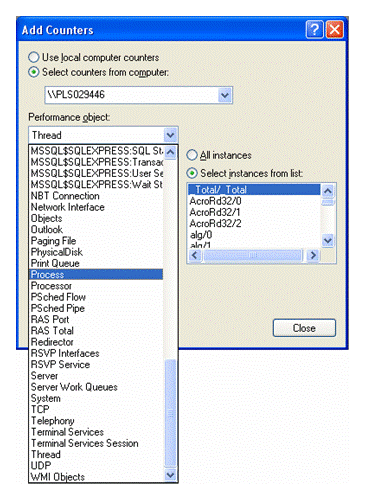 Add Counters
Use local computer counters
Select counters from computer:
\\PLS029446
Performance object:
Thread
MSSQL$SQLEXPRESS:SQL St
MSSQL$SQLEXPRESS:Transac
MSSQL$SQLEXPRESS:User Se
MSSQL$SQLEXPRESS:Wait St
NBT Connection
Network Interface
Objects
Outlook
Paging File
PhysicalDisk
Print Queue
Process
Processor
PSched Flow
PSched Pipe
RAS Port
RAS Total
Redirector
RSVP Interfaces
RSVP Service
Server
Server Work Queues
System
TCP
Telephony
Terminal Services
Terminal Services Session
Thread
UDP
WMI Objects
All instances
Select instances from list:
_Total/_Total
AcroRd32/0
AcroRd32/1
AcroRd32/2
alg/0
alg/1
Close